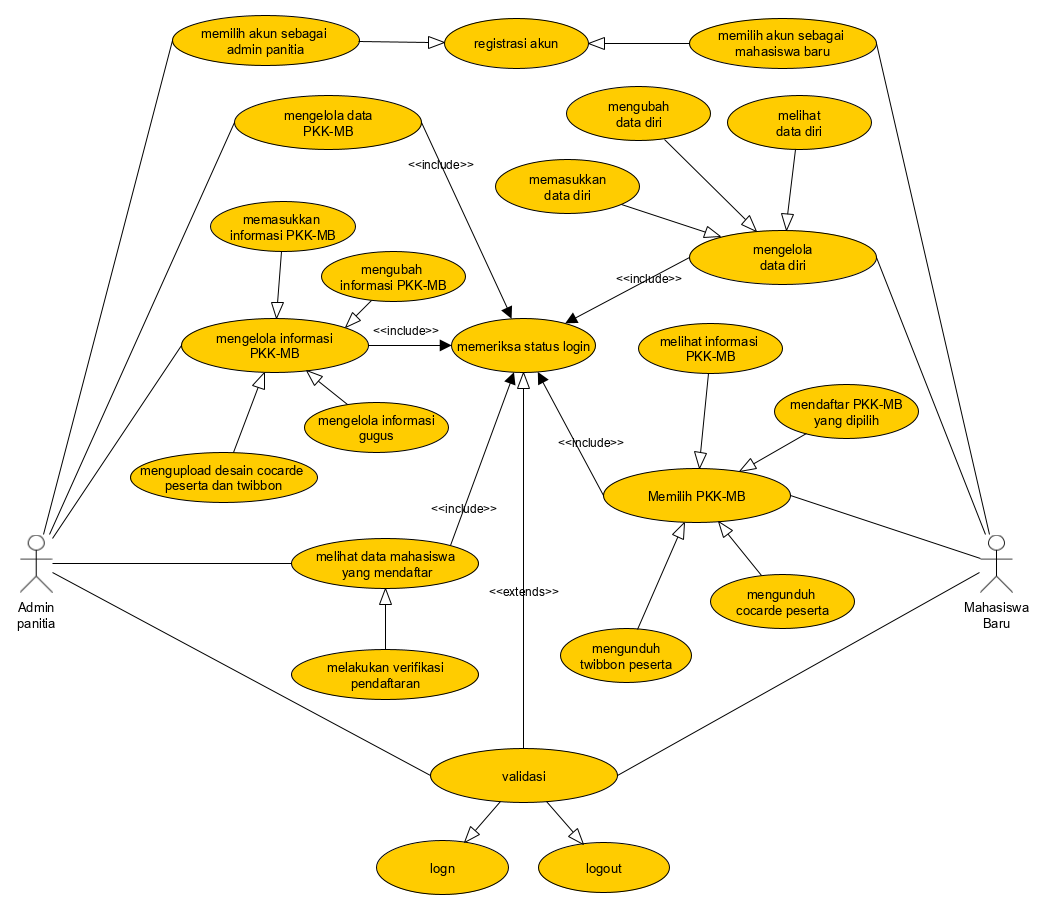 memilih akun sebagai
admin panitia
registrasi akun
memilih akun sebagai
mahasiswa baru
mengelola data
PKK-MB
mengubah
data diri
melihat
data diri
<<include>>
memasukkan
data diri
memasukkan
informasi PKK-MB
mengelola
data diri
mengubah
informasi PKK-MB
<<include>>
mengelola informasi
PKK-MB
<<include>>
memeriksa status login
melihat informasi
PKK-MB
mendaftar PKK-MB
yang dipilih
mengelola informasi
gugus
<<include>>
mengupload desain cocarde
peserta dan twibbon
Memilih PKK-MB
<<include>>
melihat data mahasiswa
yang mendaftar
<<extends>>
Admin
panitia
Mahasiswa
Baru
mengunduh
cocarde peserta
mengunduh
twibbon peserta
melakukan verifikasi
pendaftaran
validasi
logn
logout